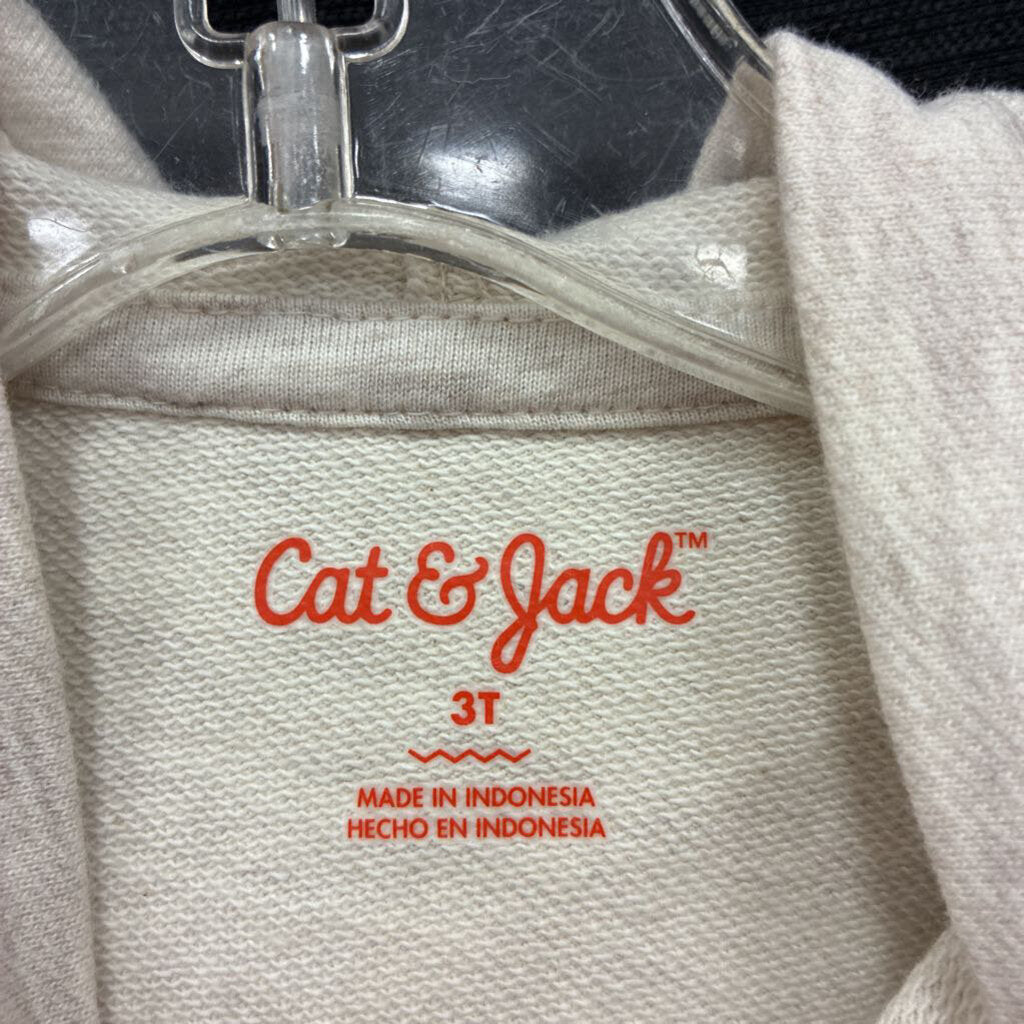 Cat & Jack™
3T
MADE IN INDONESIA
HECHO EN INDONESIA